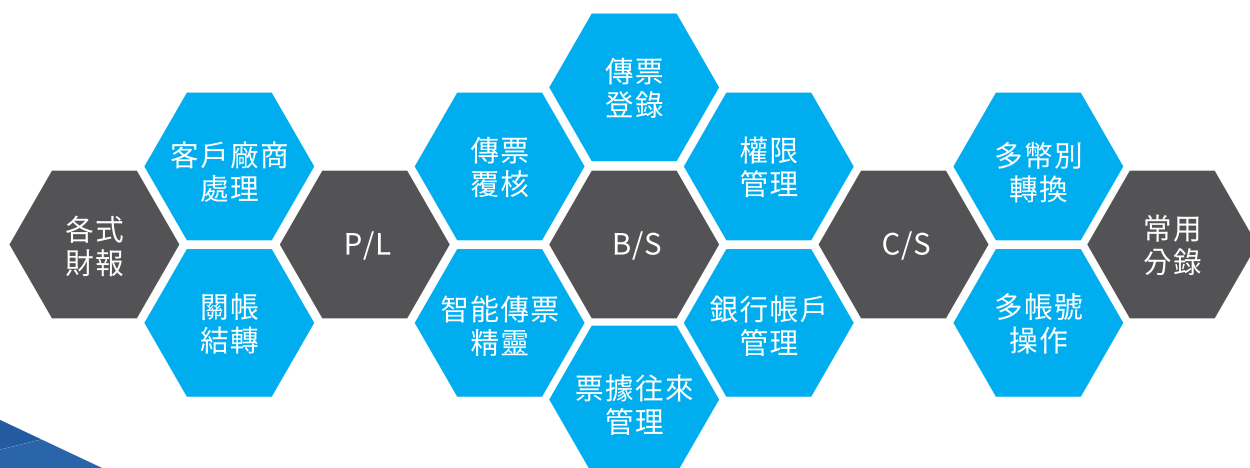 傳票
登錄
客戶廠商
處理
傳票
覆核
權限
管理
多幣別
轉換
各式
財報
P/L
B/S
C/S
常用
分錄
關帳
結轉
智能傳票
精靈
銀行帳戶
管理
多帳號
操作
票據往來
管理